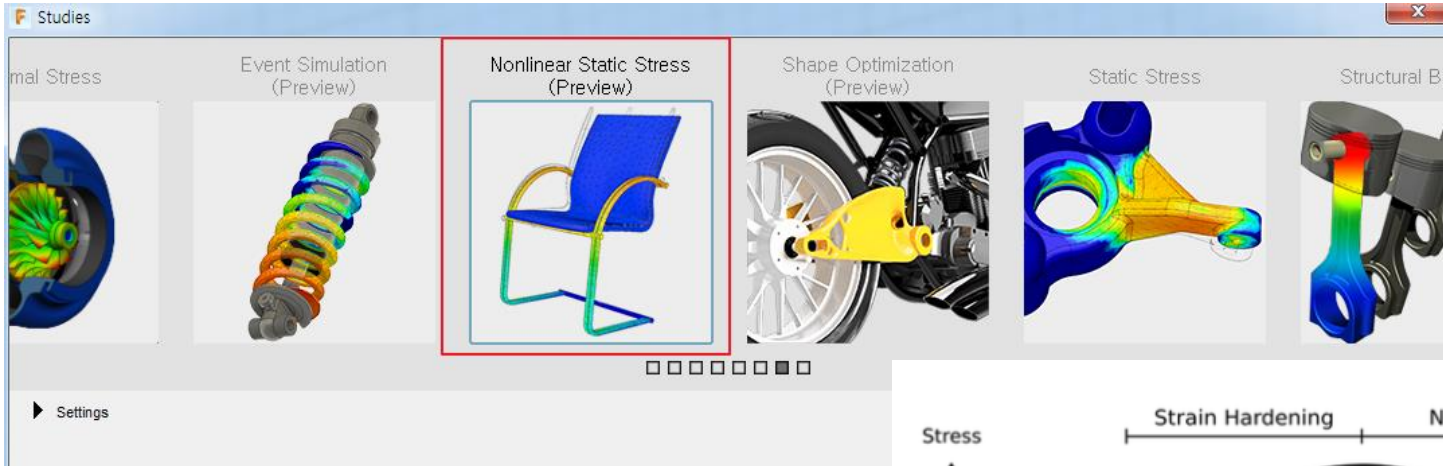 Studies
mal Stress
Event Simulation
(Preview)
Nonlinear Static Stress
(Preview)
Shape Optimization
(Preview)
Static Stress
Structural B
Settings
Stress
Strain Hardening
N